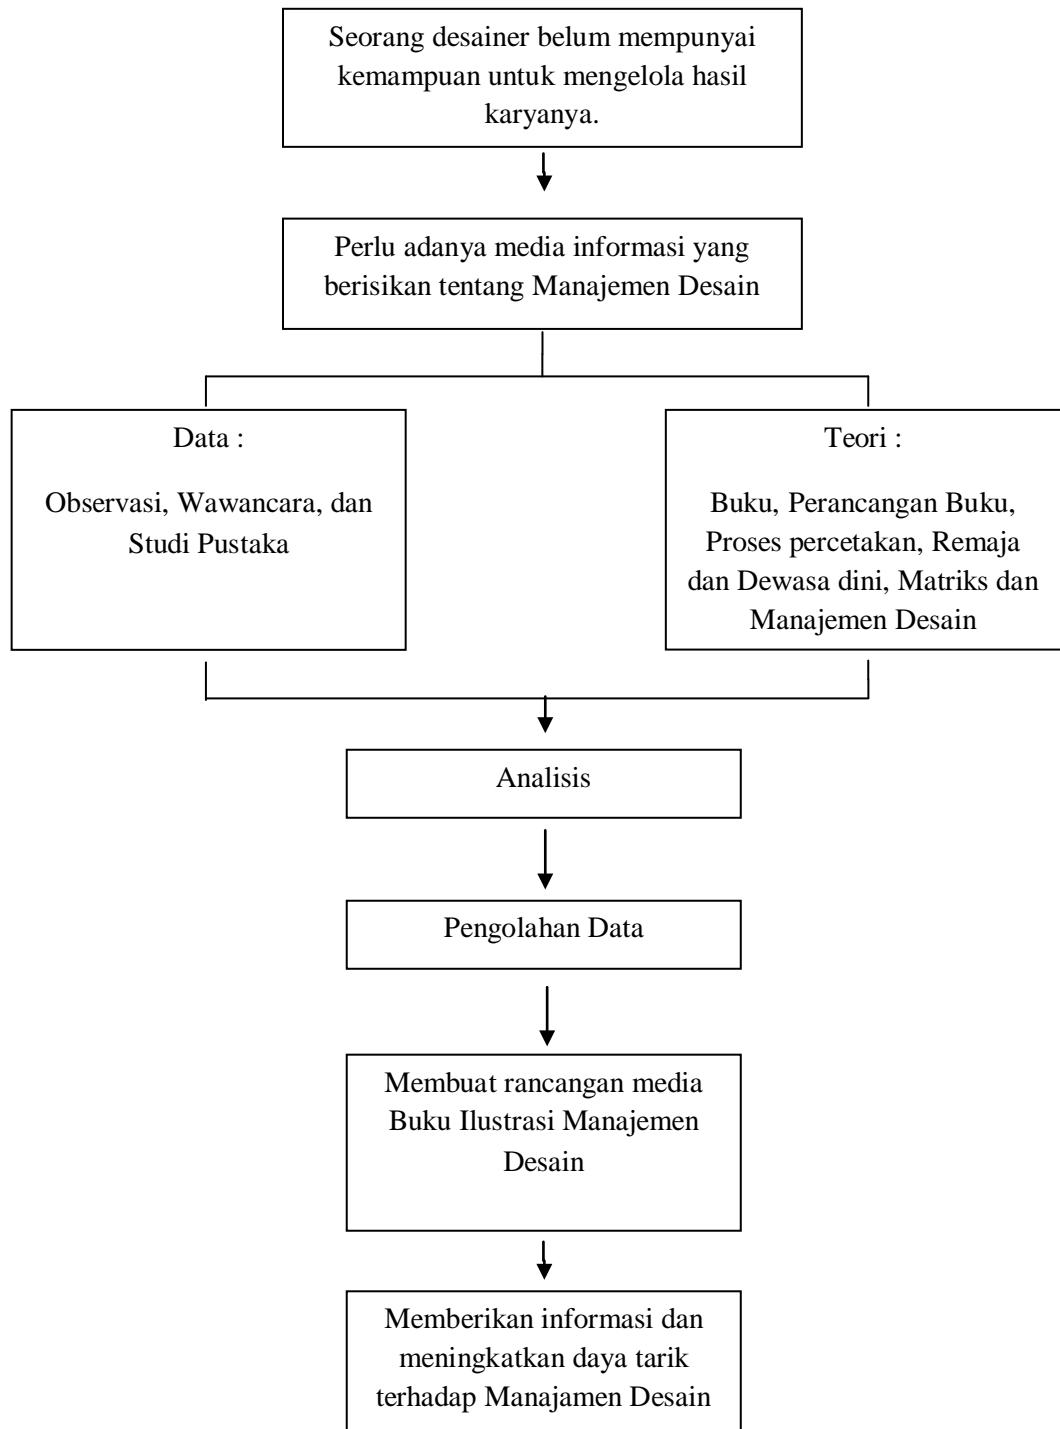 Seorang desainer belum mempunyai
kemampuan untuk mengelola hasil
karyanya.
Perlu adanya media informasi yang
berisikan tentang Manajemen Desain
Data :
Observasi, Wawancara, dan
Studi Pustaka
Teori :
Buku, Perancangan Buku,
Proses percetakan, Remaja
dan Dewasa dini, Matriks dan
Manajemen Desain
Analisis
Pengolahan Data
Membuat rancangan media
Buku Ilustrasi Manajemen
Desain
Memberikan informasi dan
meningkatkan daya tarik
terhadap Manajamen Desain